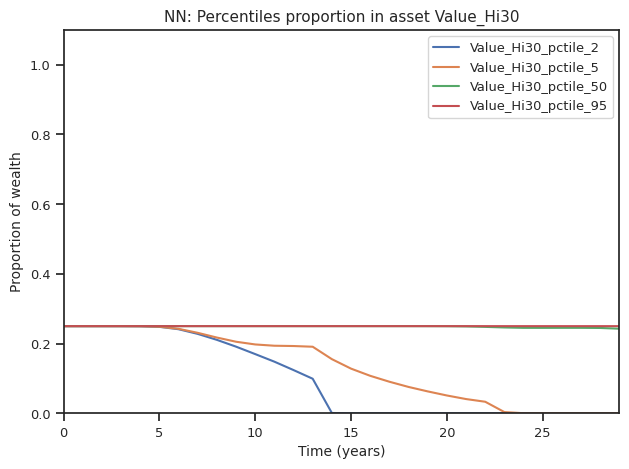 NN: Percentiles proportion in asset Value_Hi30
Value_Hi30_pctile_2
Value_Hi30_pctile_5
Value_Hi30_pctile_50
Value_Hi30_pctile_95
Proportion of wealth
1.0
0.8
0.6
0.4
0.2
0.0
0 5 10 15 20 25
Time (years)